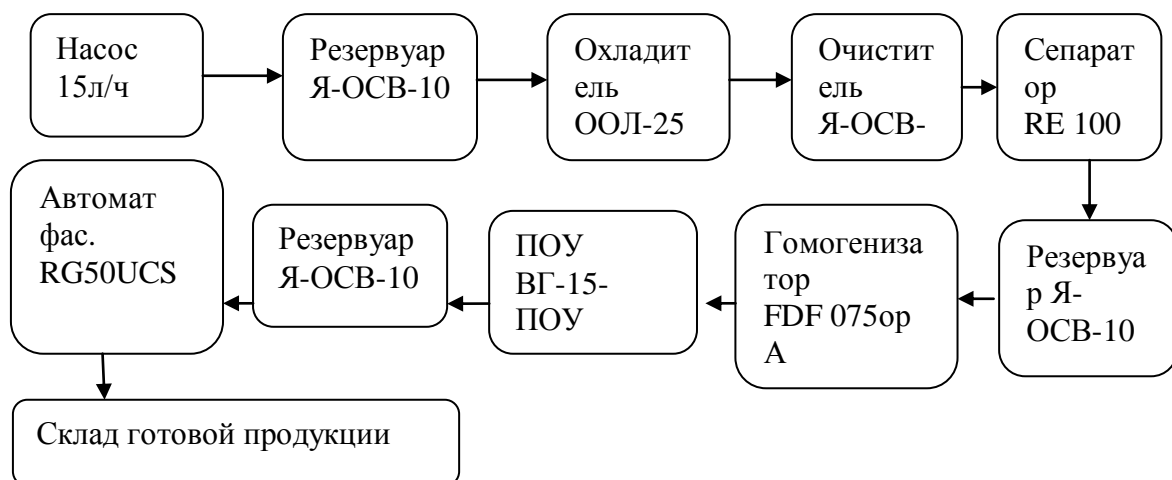 Насос
15л/ч
Резервуар
Я-ОСВ-10
Охладит
ель
ООЛ-25
Очистит
ель
Я-ОСВ-
Сепарат
ор
RE 100
Резервуа
р Я-
ОСВ-10
Гомогениза
тор
FDF 075ор
А
ПОУ
ВГ-15-
ПОУ
Резервуар
Я-ОСВ-10
Автомат
фас.
RG50UCS
Склад готовой продукции